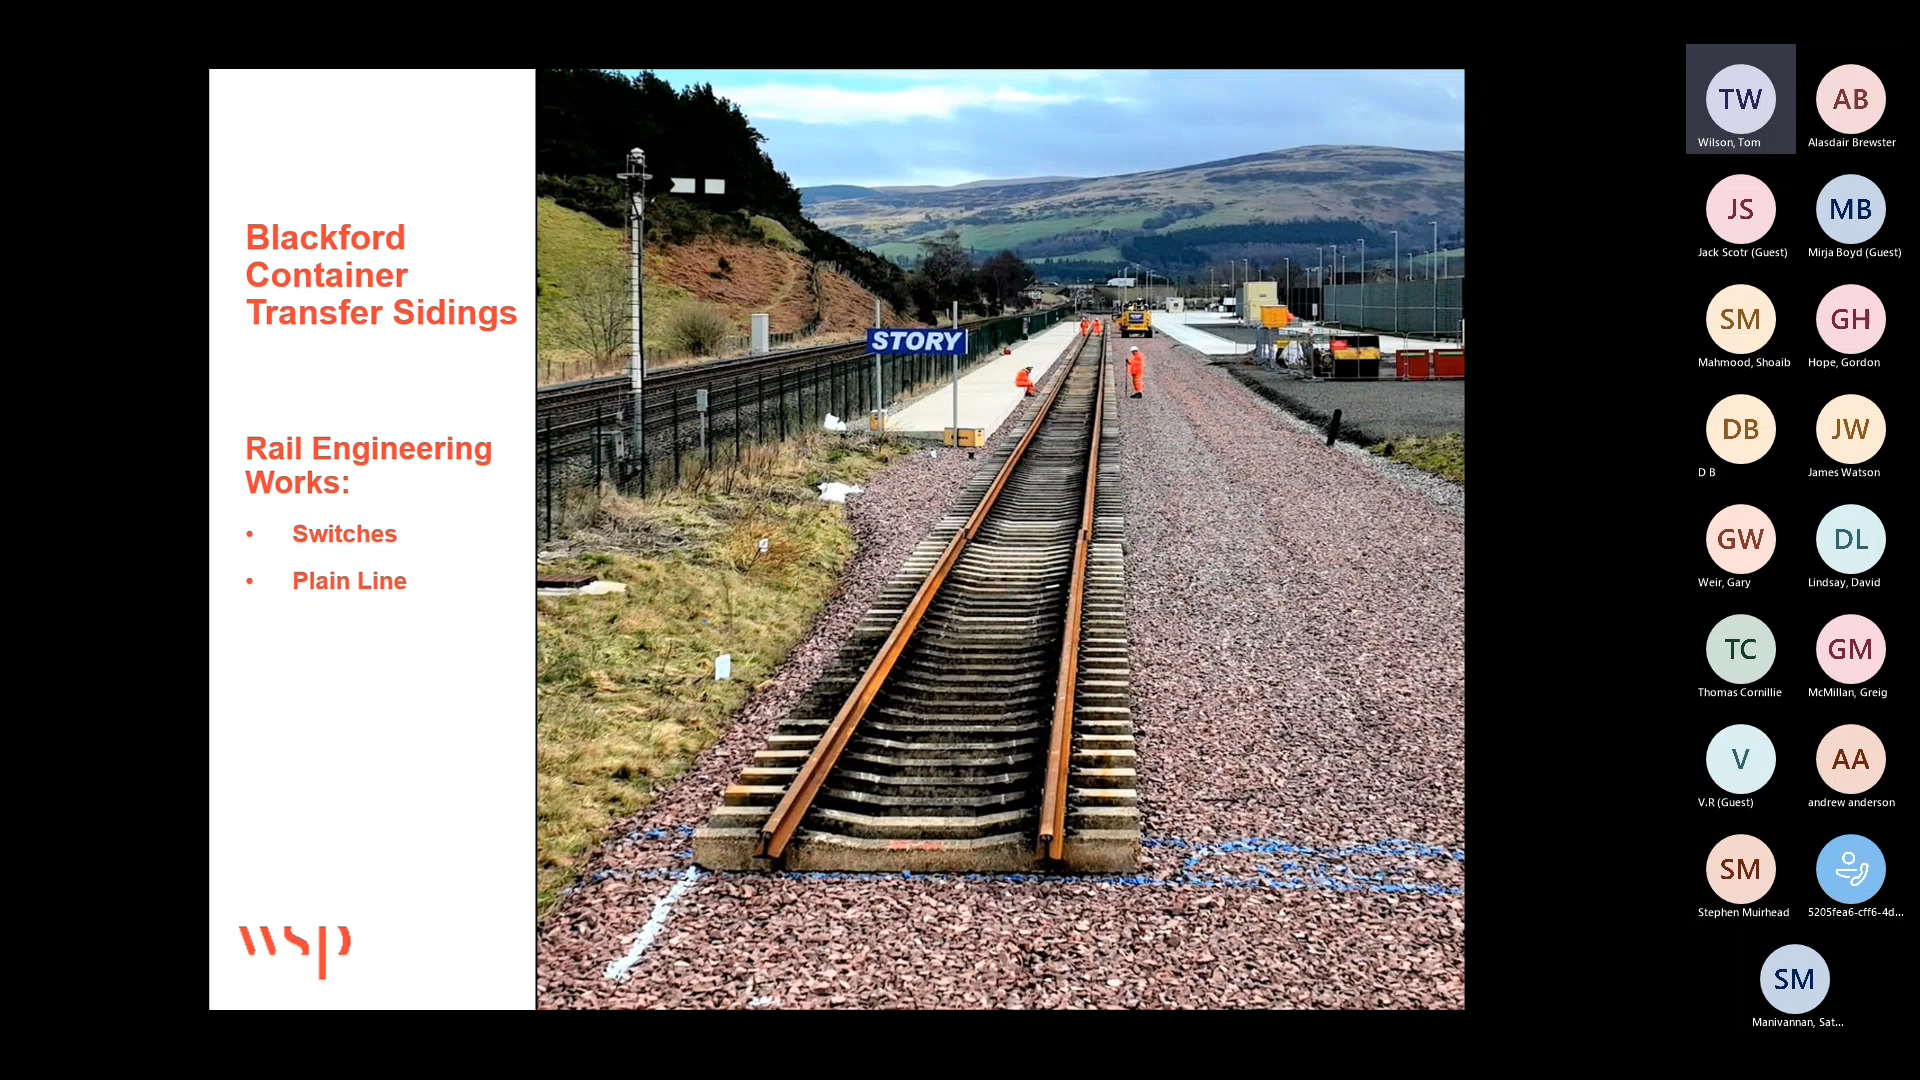 Blackford
Container
Transfer Sidings
Rail Engineering
Works:
• Switches
• Plain Line
wsp
STORY
TW
Wilson, Tom
AB
Alasdair Brewster
JS
Jack Scotr (Guest)
MB
Mirja Boyd (Guest)
SM
Mahmood, Shoaib
GH
Hope, Gordon
DB
D B
JW
James Watson
GW
Weir, Gary
DL
Lindsay, David
TC
Thomas Cornillie
GM
McMillan, Greig
V
V.R (Guest)
AA
andrew anderson
SM
Stephen Muirhead
5205fea6-cff6-4d...
SM
Manivannan, Sat...